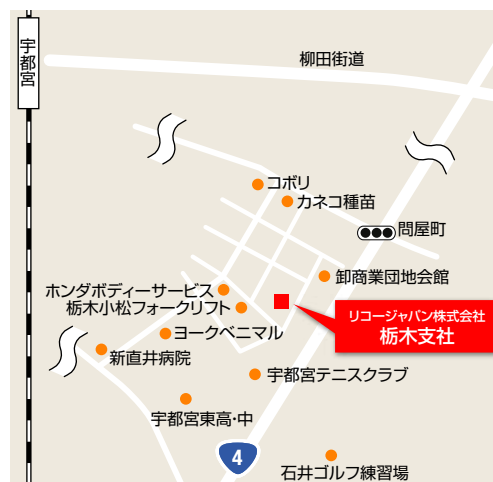 宇都宮
柳田街道
コボリ
カネコ種苗
問屋町
卸商業団地会館
ホンダボディーサービス
栃木小松フォークリフト
リコージャパン株式会社
栃木支社
ヨークベニマル
新直井病院
宇都宮テニスクラブ
宇都宮東高・中
4
石井ゴルフ練習場